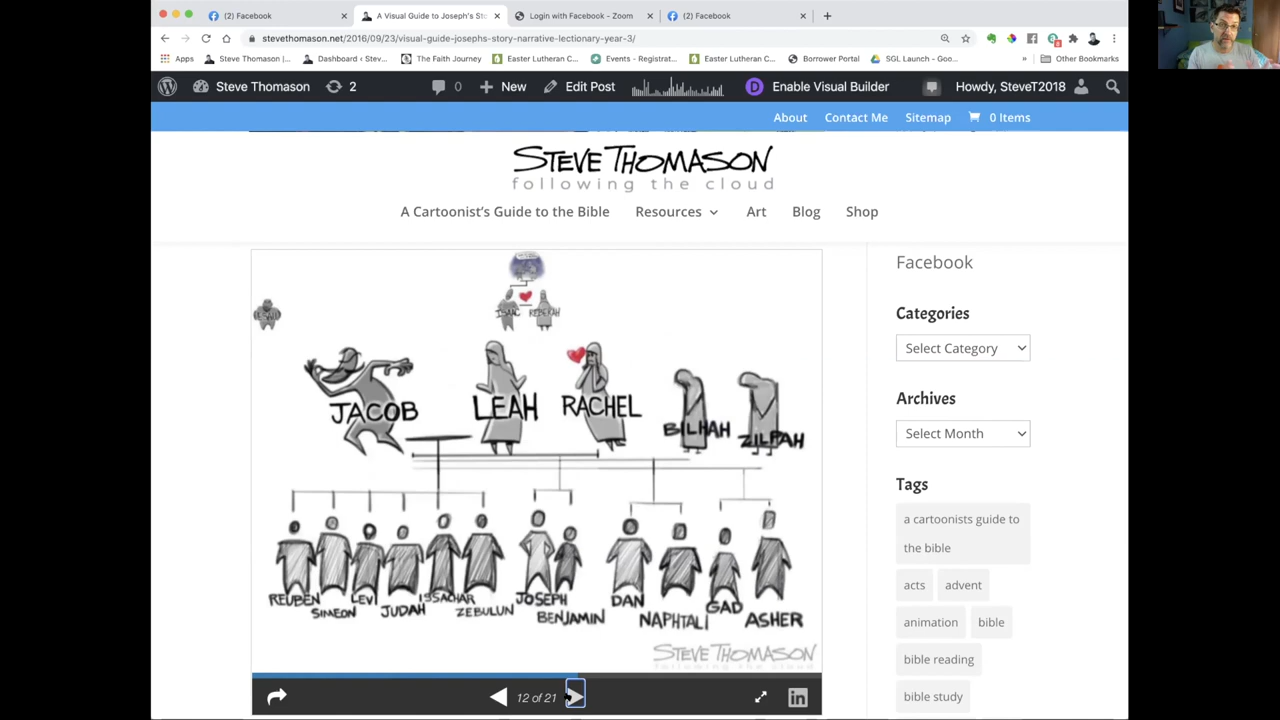 (2) Facebook
A Visual Guide to Joseph's Sto
Login with Facebook - Zoom
(2) Facebook
stevethomason.net/2016/09/23/visual-guide-josephs-story-narrative-lectionary-year-3/
Apps
Steve Thomason |...
Dashboard ‹ Stev...
The Faith Journey
Easter Lutheran C...
Events - Registrat...
Easter Lutheran C...
Borrower Portal
SGL Launch - Goo...
»
Other Bookmarks
Steve Thomason
2
0
New
Edit Post
Enable Visual Builder
Howdy, SteveT2018
About
Contact Me
Sitemap
0 Items
STEVE THOMASON
following the cloud
A Cartoonist's Guide to the Bible
Resources
Art
Blog
Shop
ISAAC
REBEKAH
JACOB
LEAH
RACHEL
BILHAH
ZILPAH
REUBEN
SIMEON
LEVI
JUDAH
ISSACHAR
ZEBULUN
JOSEPH
BENJAMIN
DAN
NAPHTALI
GAD
ASHER
STEVE THOMASON
following the cloud
12 of 21
in
Facebook
Categories
Select Category
Archives
Select Month
Tags
a cartoonists guide to
the bible
acts
advent
animation
bible
bible reading
bible study